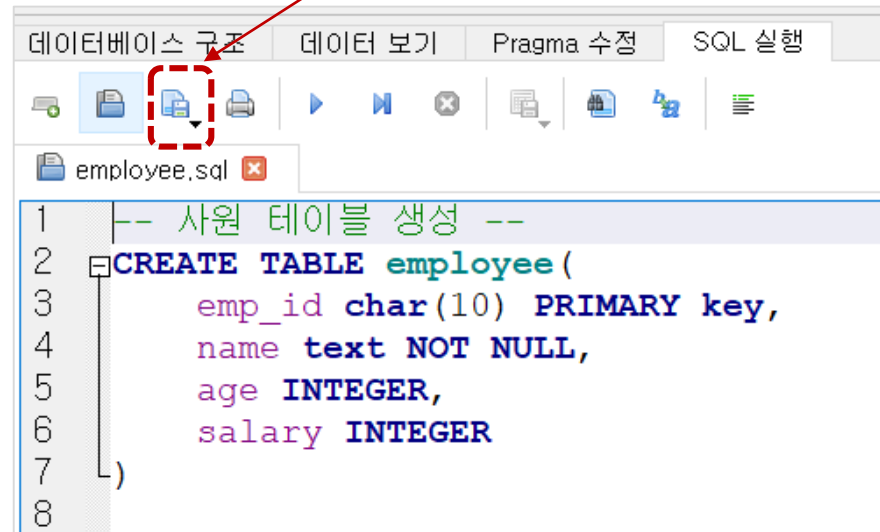 데이터베이스 구조 데이터 보기 Pragma 수정 SQL 실행
employee.sql
1 -- 사원 테이블 생성 --
2 CREATE TABLE employee(
3 emp_id char(10) PRIMARY key,
4 name text NOT NULL,
5 age INTEGER,
6 salary INTEGER
7 )
8